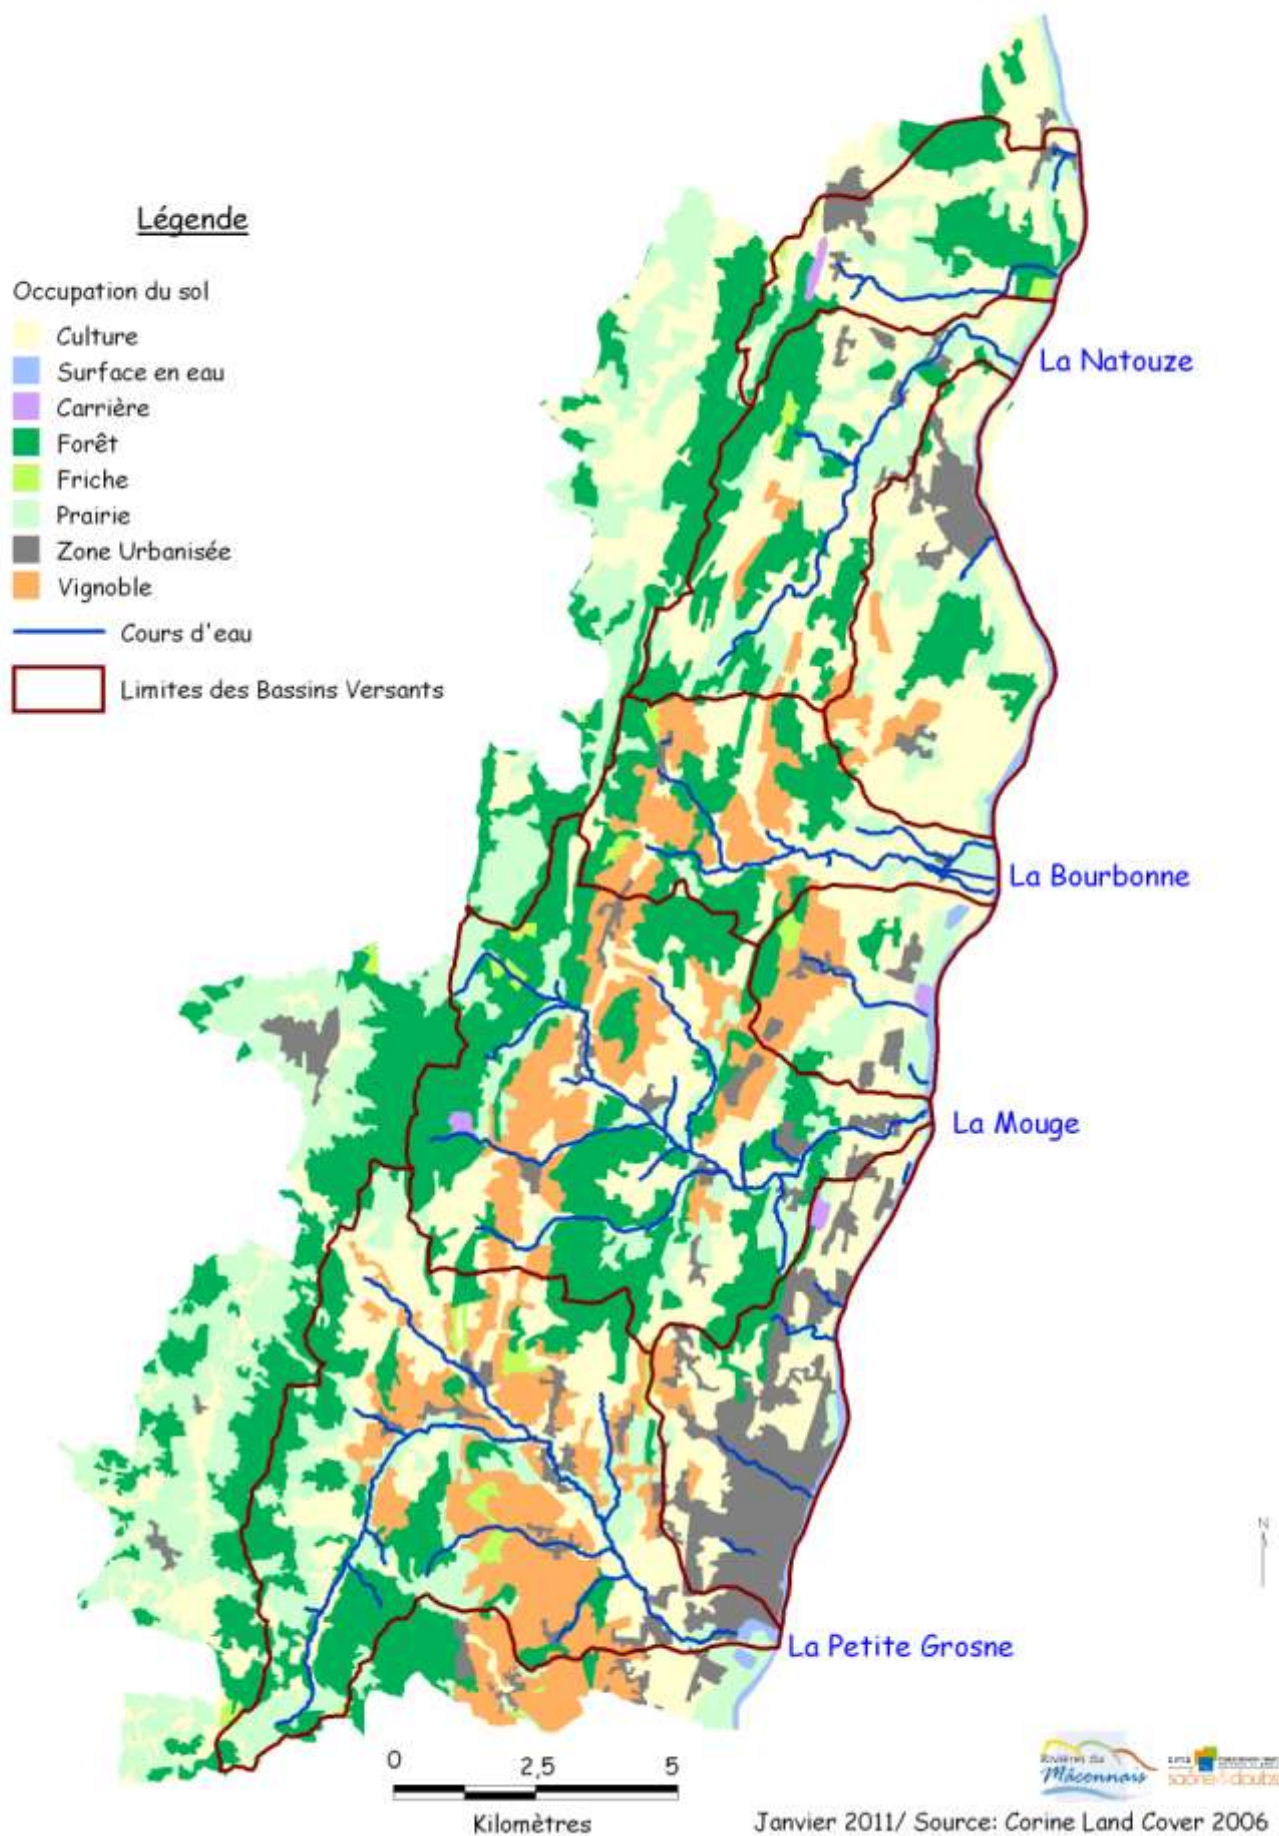 Légende
Occupation du sol
Culture
Surface en eau
Carrière
Forêt
Friche
Prairie
Zone Urbanisée
Vignoble
Cours d'eau
Limites des Bassins Versants
La Natouze
La Bourbonne
La Mouge
La Petite Grosne
N
0 2,5 5
Kilomètres
Rivières du
Mâconnais
saône&doubs
Janvier 2011/ Source: Corine Land Cover 2006